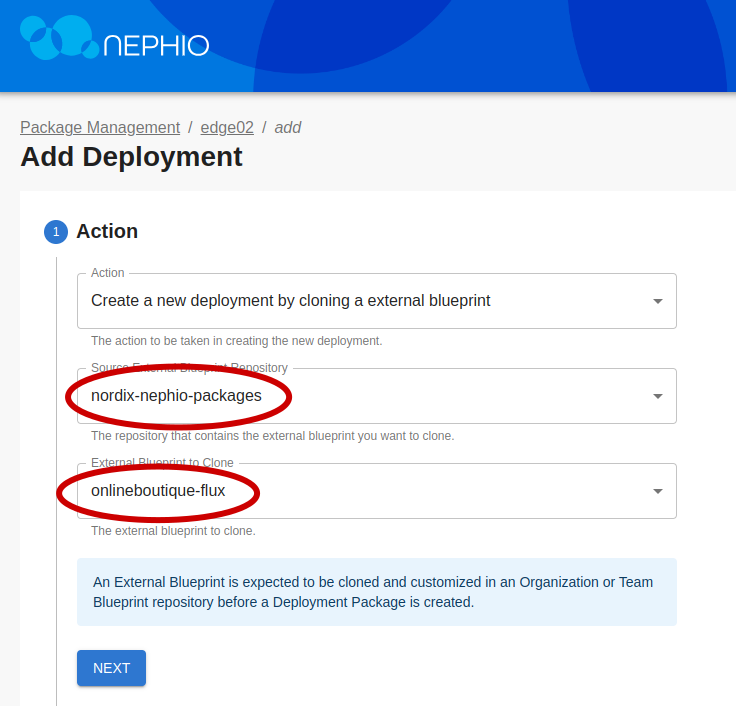 NEPHIO
Package Management / edge02 / add
Add Deployment
1 Action
Action
Create a new deployment by cloning a external blueprint
The action to be taken in creating the new deployment.
Source External Blueprint Repository
nordix-nephio-packages
The repository that contains the external blueprint you want to clone.
External Blueprint to Clone
onlineboutique-flux
The external blueprint to clone.
An External Blueprint is expected to be cloned and customized in an Organization or Team
Blueprint repository before a Deployment Package is created.
NEXT